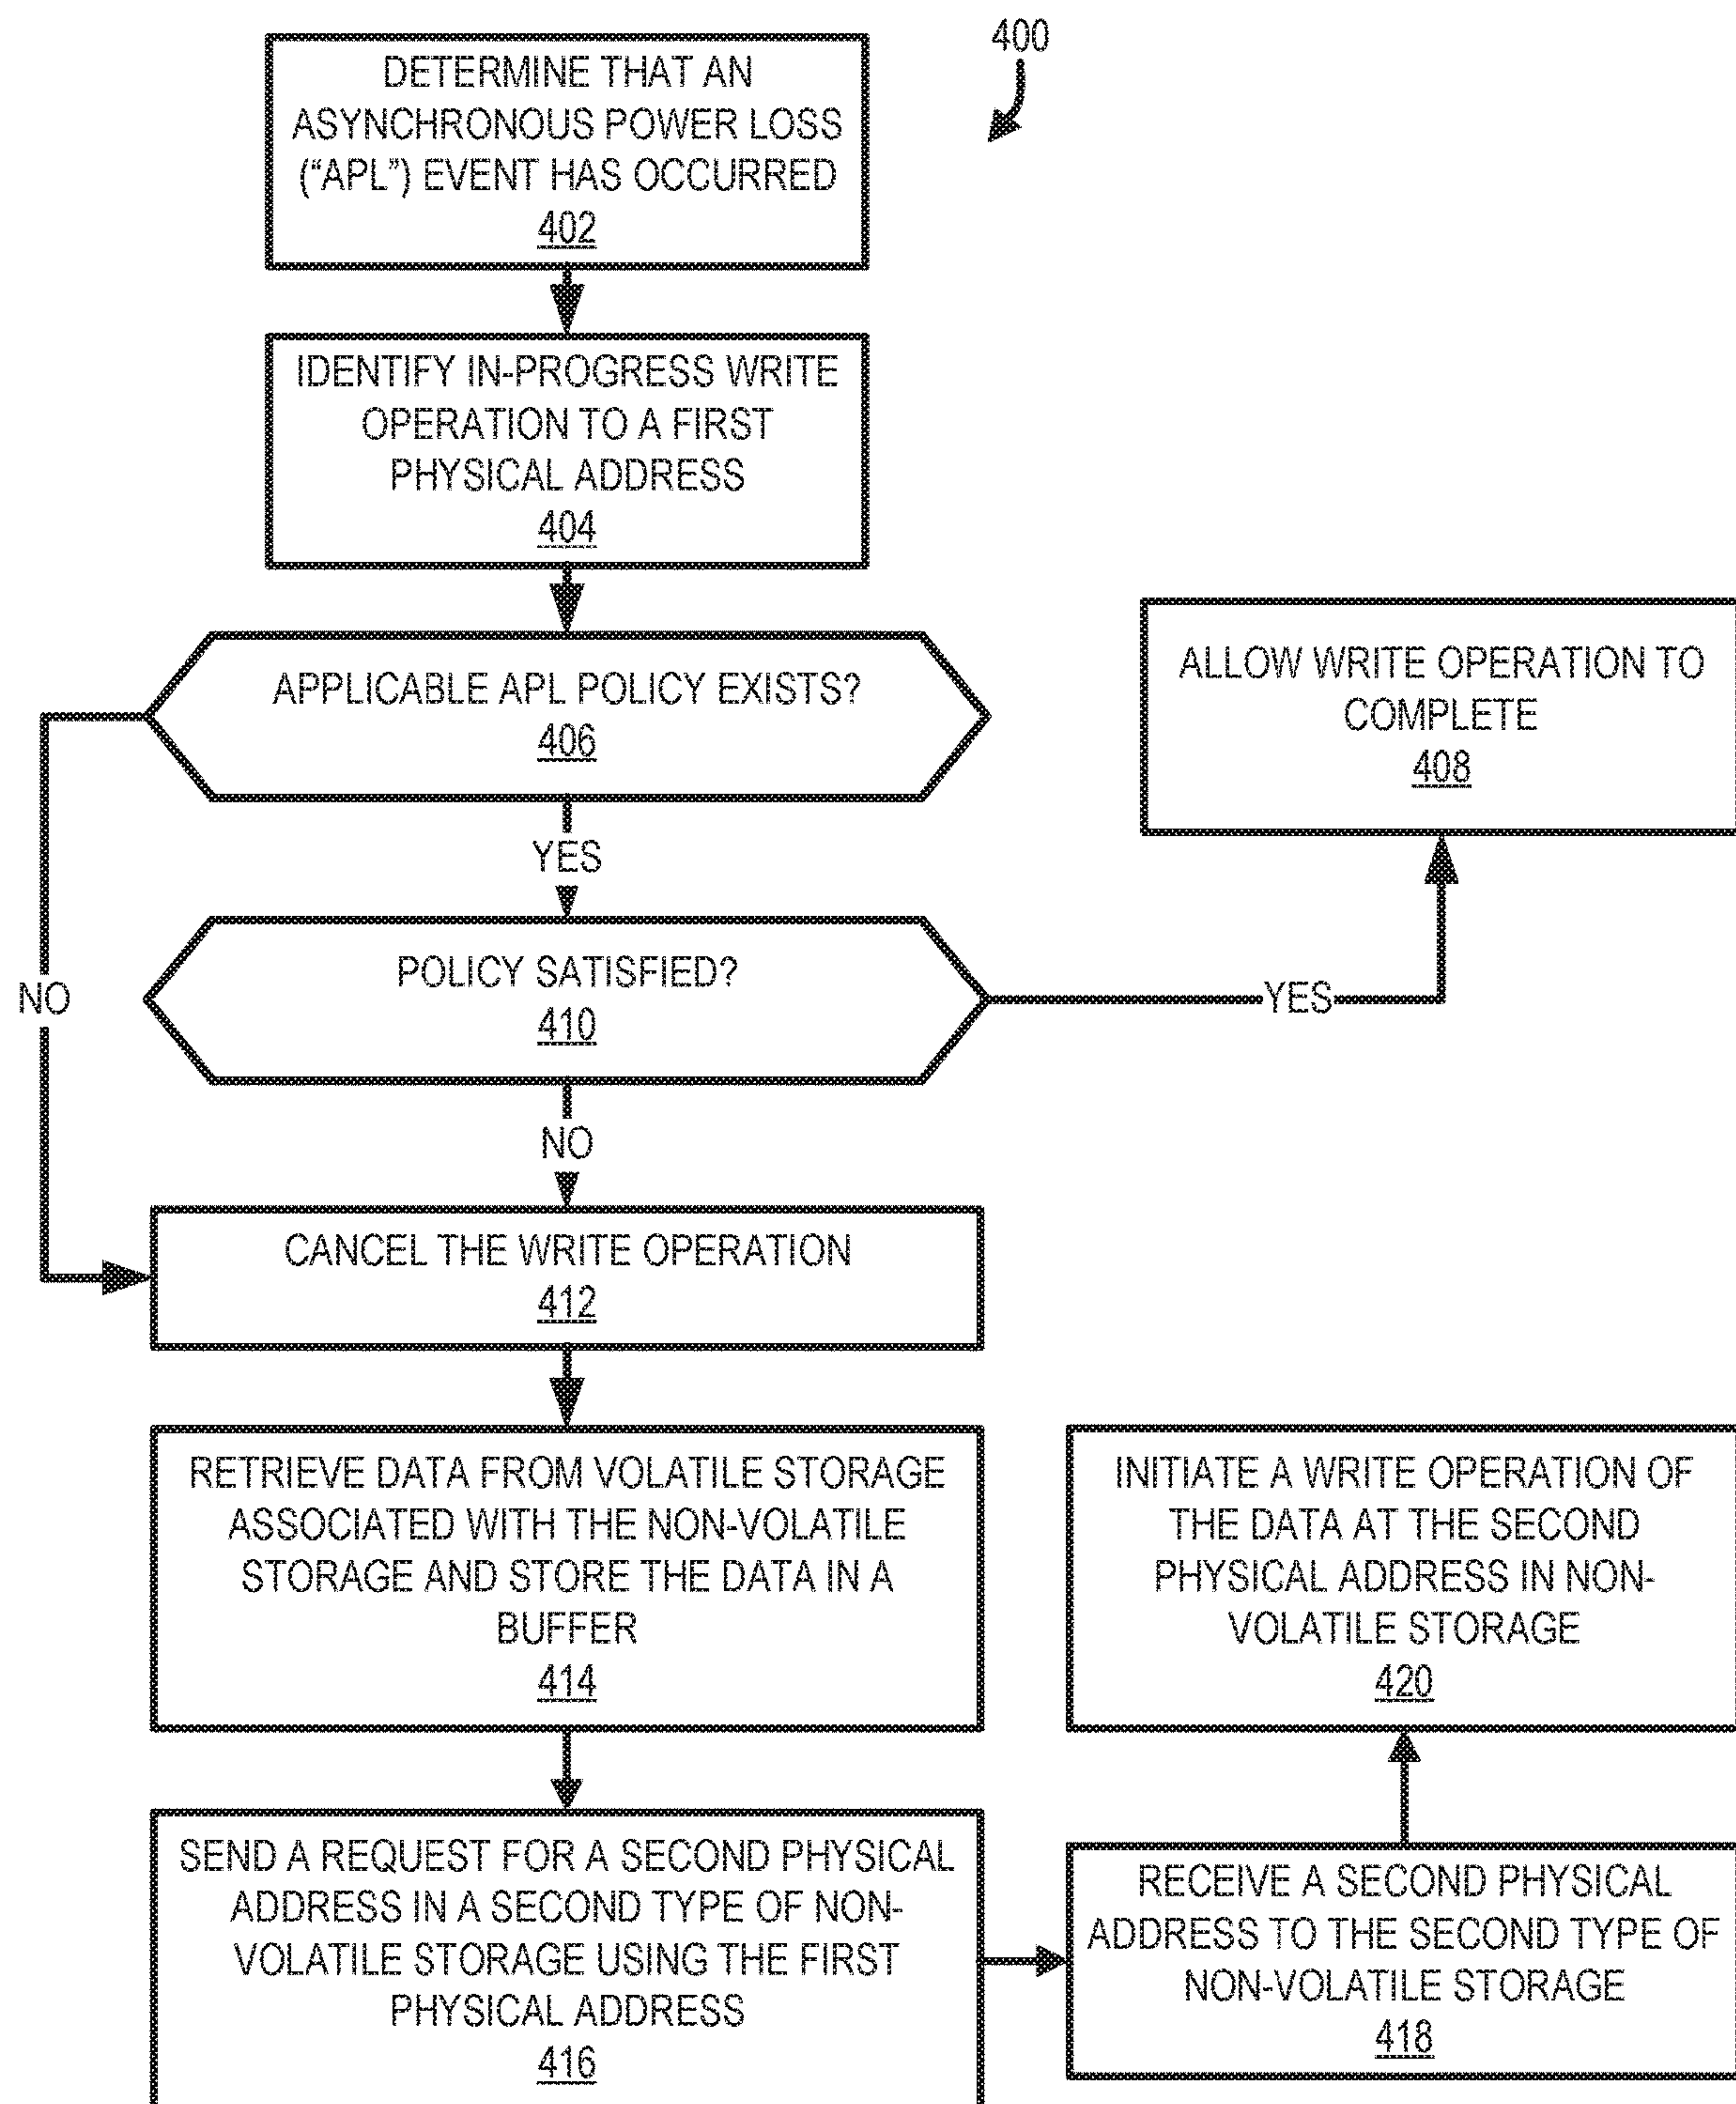 400
DETERMINE THAT AN
ASYNCHRONOUS POWER LOSS
(“APL”) EVENT HAS OCCURRED
402
IDENTIFY IN-PROGRESS WRITE
OPERATION TO A FIRST
PHYSICAL ADDRESS
404
APPLICABLE APL POLICY EXISTS?
406
ALLOW WRITE OPERATION TO
COMPLETE
408
YES
POLICY SATISFIED?
410
NO
YES
NO
CANCEL THE WRITE OPERATION
412
RETRIEVE DATA FROM VOLATILE STORAGE
ASSOCIATED WITH THE NON-VOLATILE
STORAGE AND STORE THE DATA IN A
BUFFER
414
SEND A REQUEST FOR A SECOND PHYSICAL
ADDRESS IN A SECOND TYPE OF NON-
VOLATILE STORAGE USING THE FIRST
PHYSICAL ADDRESS
416
RECEIVE A SECOND PHYSICAL
ADDRESS TO THE SECOND TYPE OF
NON-VOLATILE STORAGE
418
INITIATE A WRITE OPERATION OF
THE DATA AT THE SECOND
PHYSICAL ADDRESS IN NON-
VOLATILE STORAGE
420